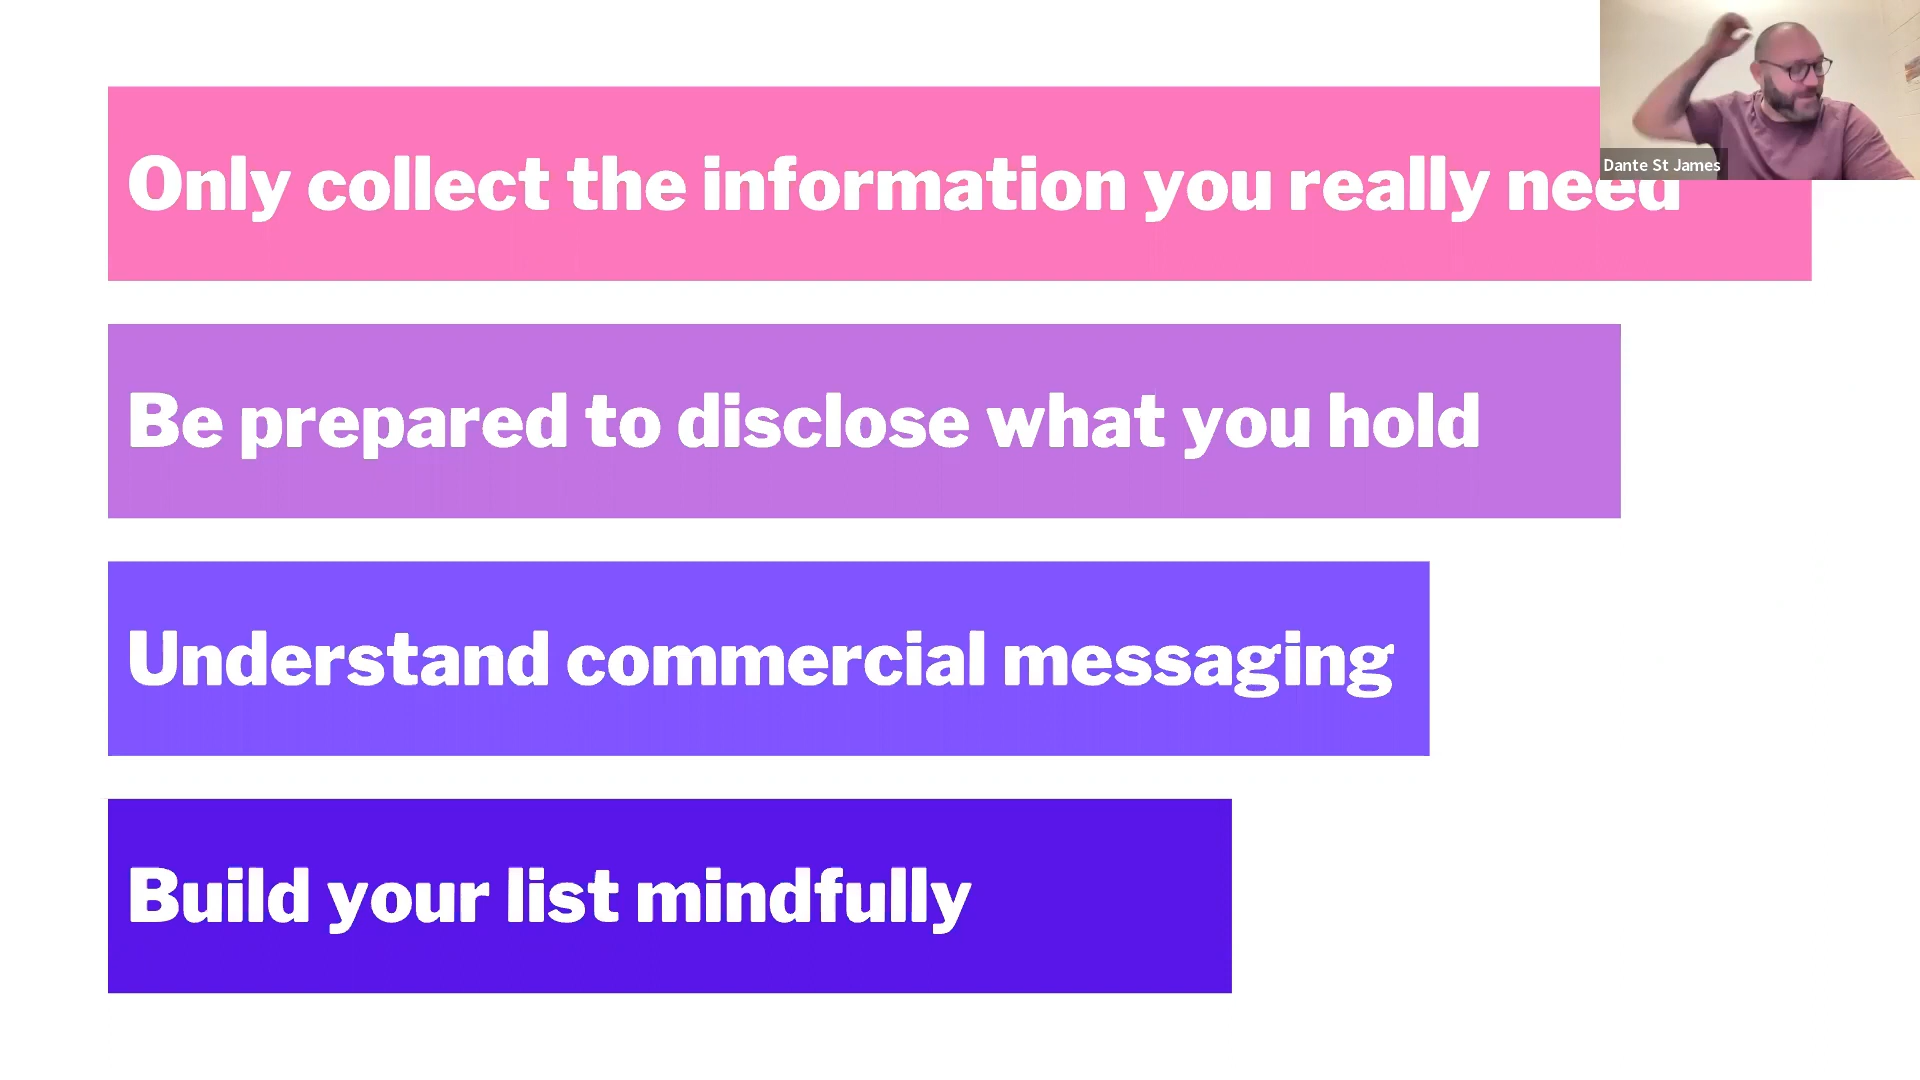 Only collect the information you really need
Dante St James
Be prepared to disclose what you hold
Understand commercial messaging
Build your list mindfully